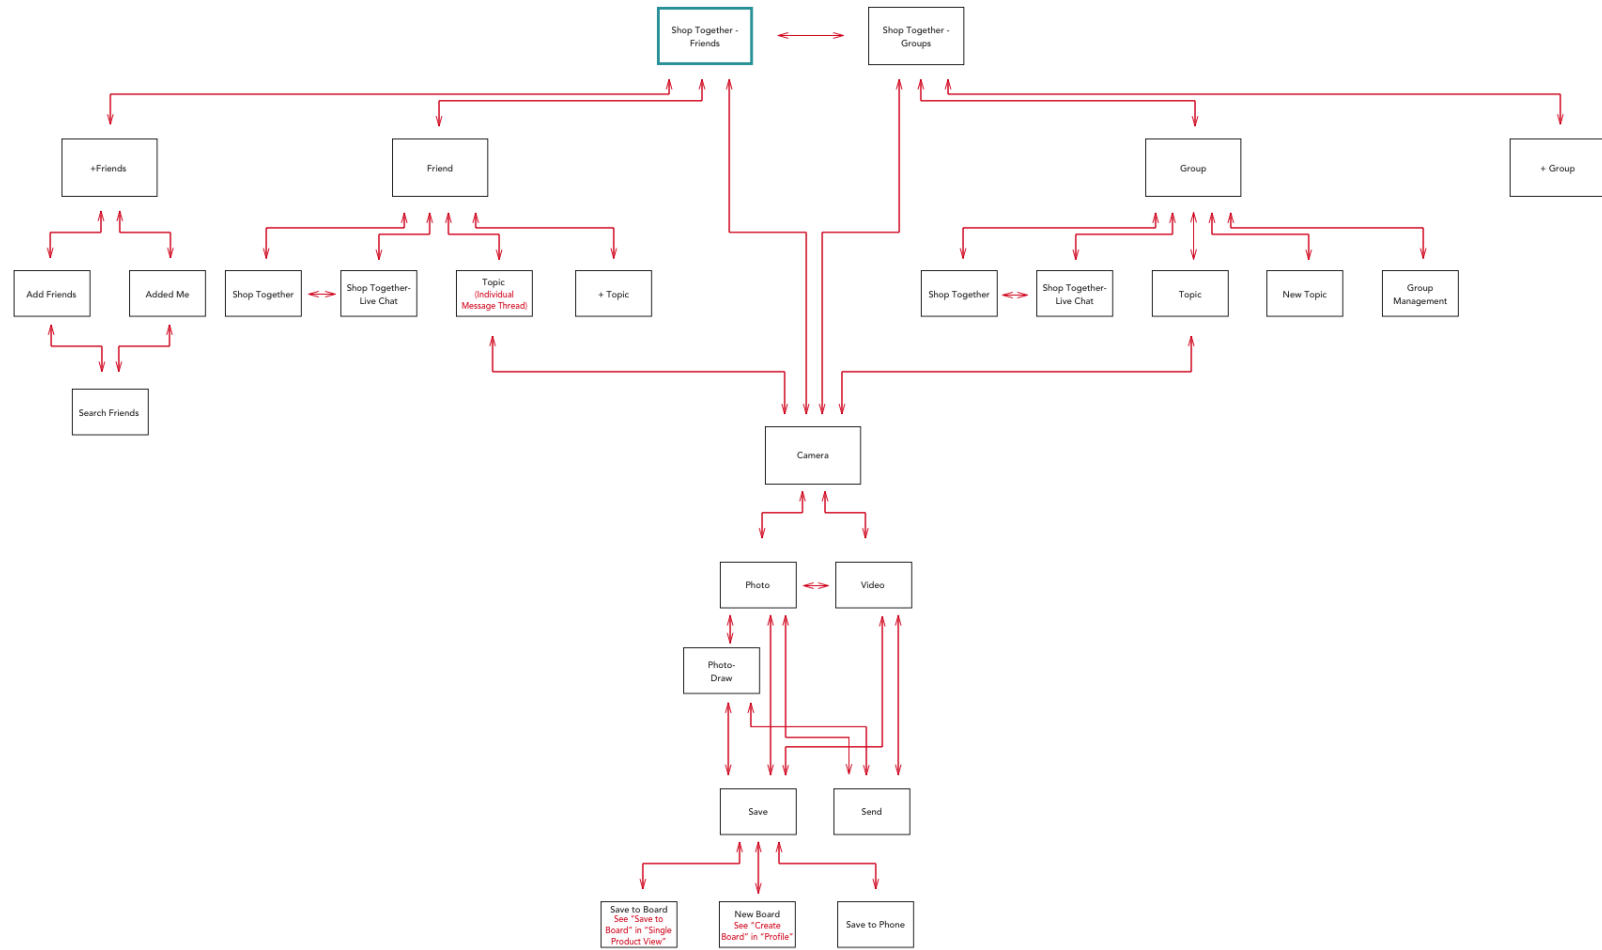 Shop Together -
Friends
Shop Together -
Groups
+Friends
Friend
Group
+ Group
Add Friends
Added Me
Shop Together
Shop Together-
Live Chat
Topic
(Individual
Message Thread)
+ Topic
Shop Together
Shop Together-
Live Chat
Topic
New Topic
Group
Management
Search Friends
Camera
Photo
Video
Photo-
Draw
Save
Send
Save to Board
See "Save to
Board" in "Single
Product View"
New Board
See "Create
Board" in "Profile"
Save to Phone